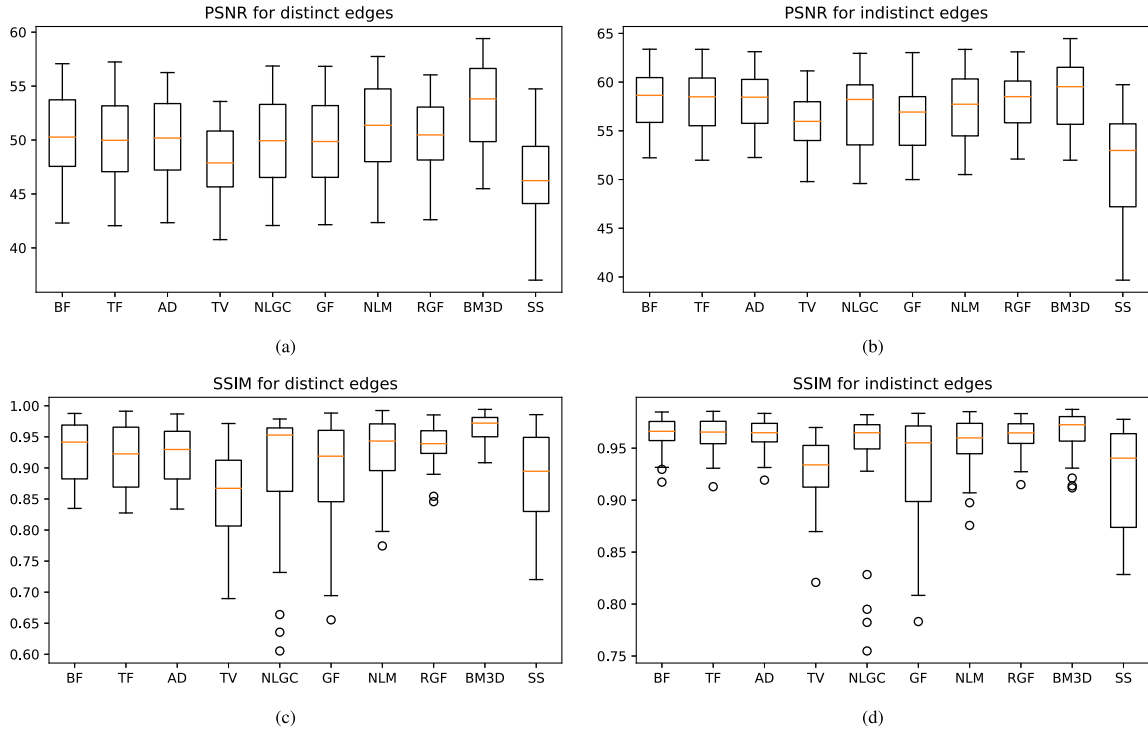 PSNR for distinct edges
60
55
50
45
40
BF TF AD TV NLGC GF NLM RGF BM3D SS
(a)
PSNR for indistinct edges
65
60
55
50
45
40
BF TF AD TV NLGC GF NLM RGF BM3D SS
(b)
SSIM for distinct edges
1.00
0.95
0.90
0.85
0.80
0.75
0.70
0.65
0.60
BF TF AD TV NLGC GF NLM RGF BM3D SS
(c)
SSIM for indistinct edges
0.95
0.90
0.85
0.80
0.75
BF TF AD TV NLGC GF NLM RGF BM3D SS
(d)